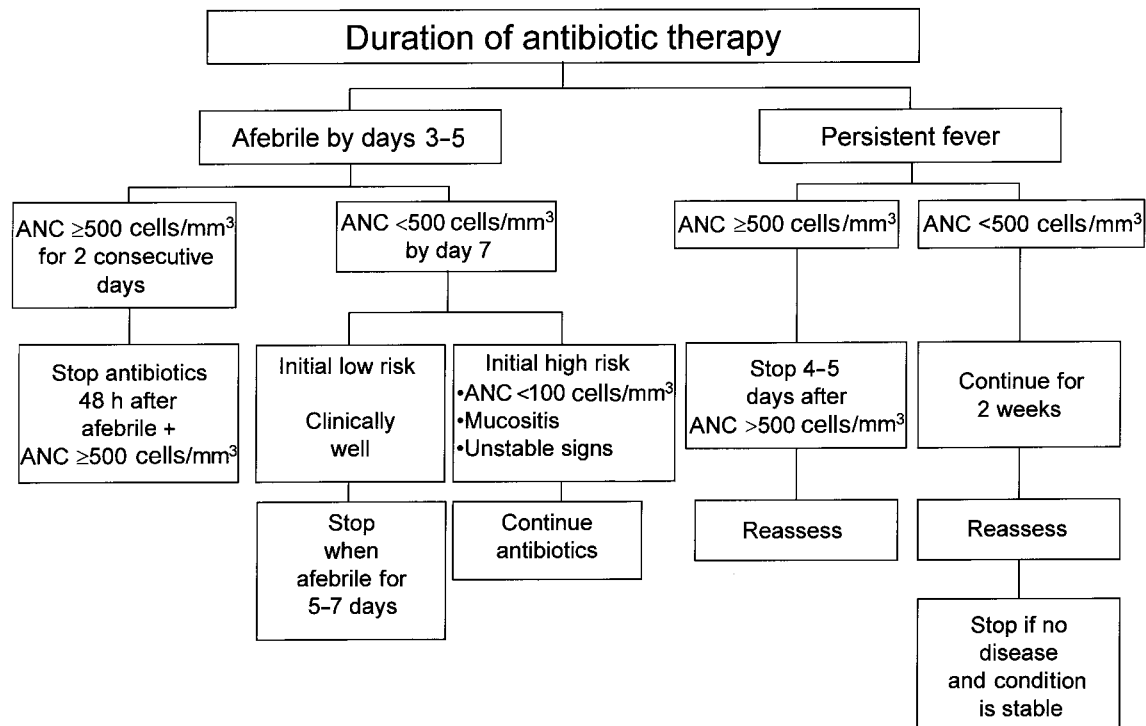 Duration of antibiotic therapy
Afebrile by days 3–5
Persistent fever
ANC ≥500 cells/mm³
for 2 consecutive
days
ANC <500 cells/mm³
by day 7
ANC ≥500 cells/mm³
ANC <500 cells/mm³
Stop antibiotics
48 h after
afebrile +
ANC ≥500 cells/mm³
Initial low risk
Clinically
well
Initial high risk
•ANC <100 cells/mm³
•Mucositis
•Unstable signs
Stop 4–5
days after
ANC >500 cells/mm³
Continue for
2 weeks
Stop
when
afebrile for
5–7 days
Continue
antibiotics
Reassess
Reassess
Stop if no
disease
and condition
is stable